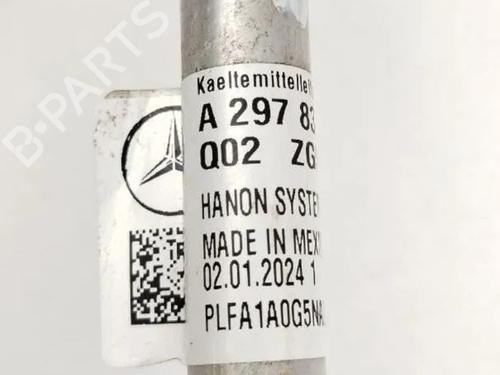 Kaeltemittelle
A 297 83
Q02 ZG
HANON SYSTE
MADE IN MEX
02.01.2024 1
PLFA1A0G5NA
B-PARTS